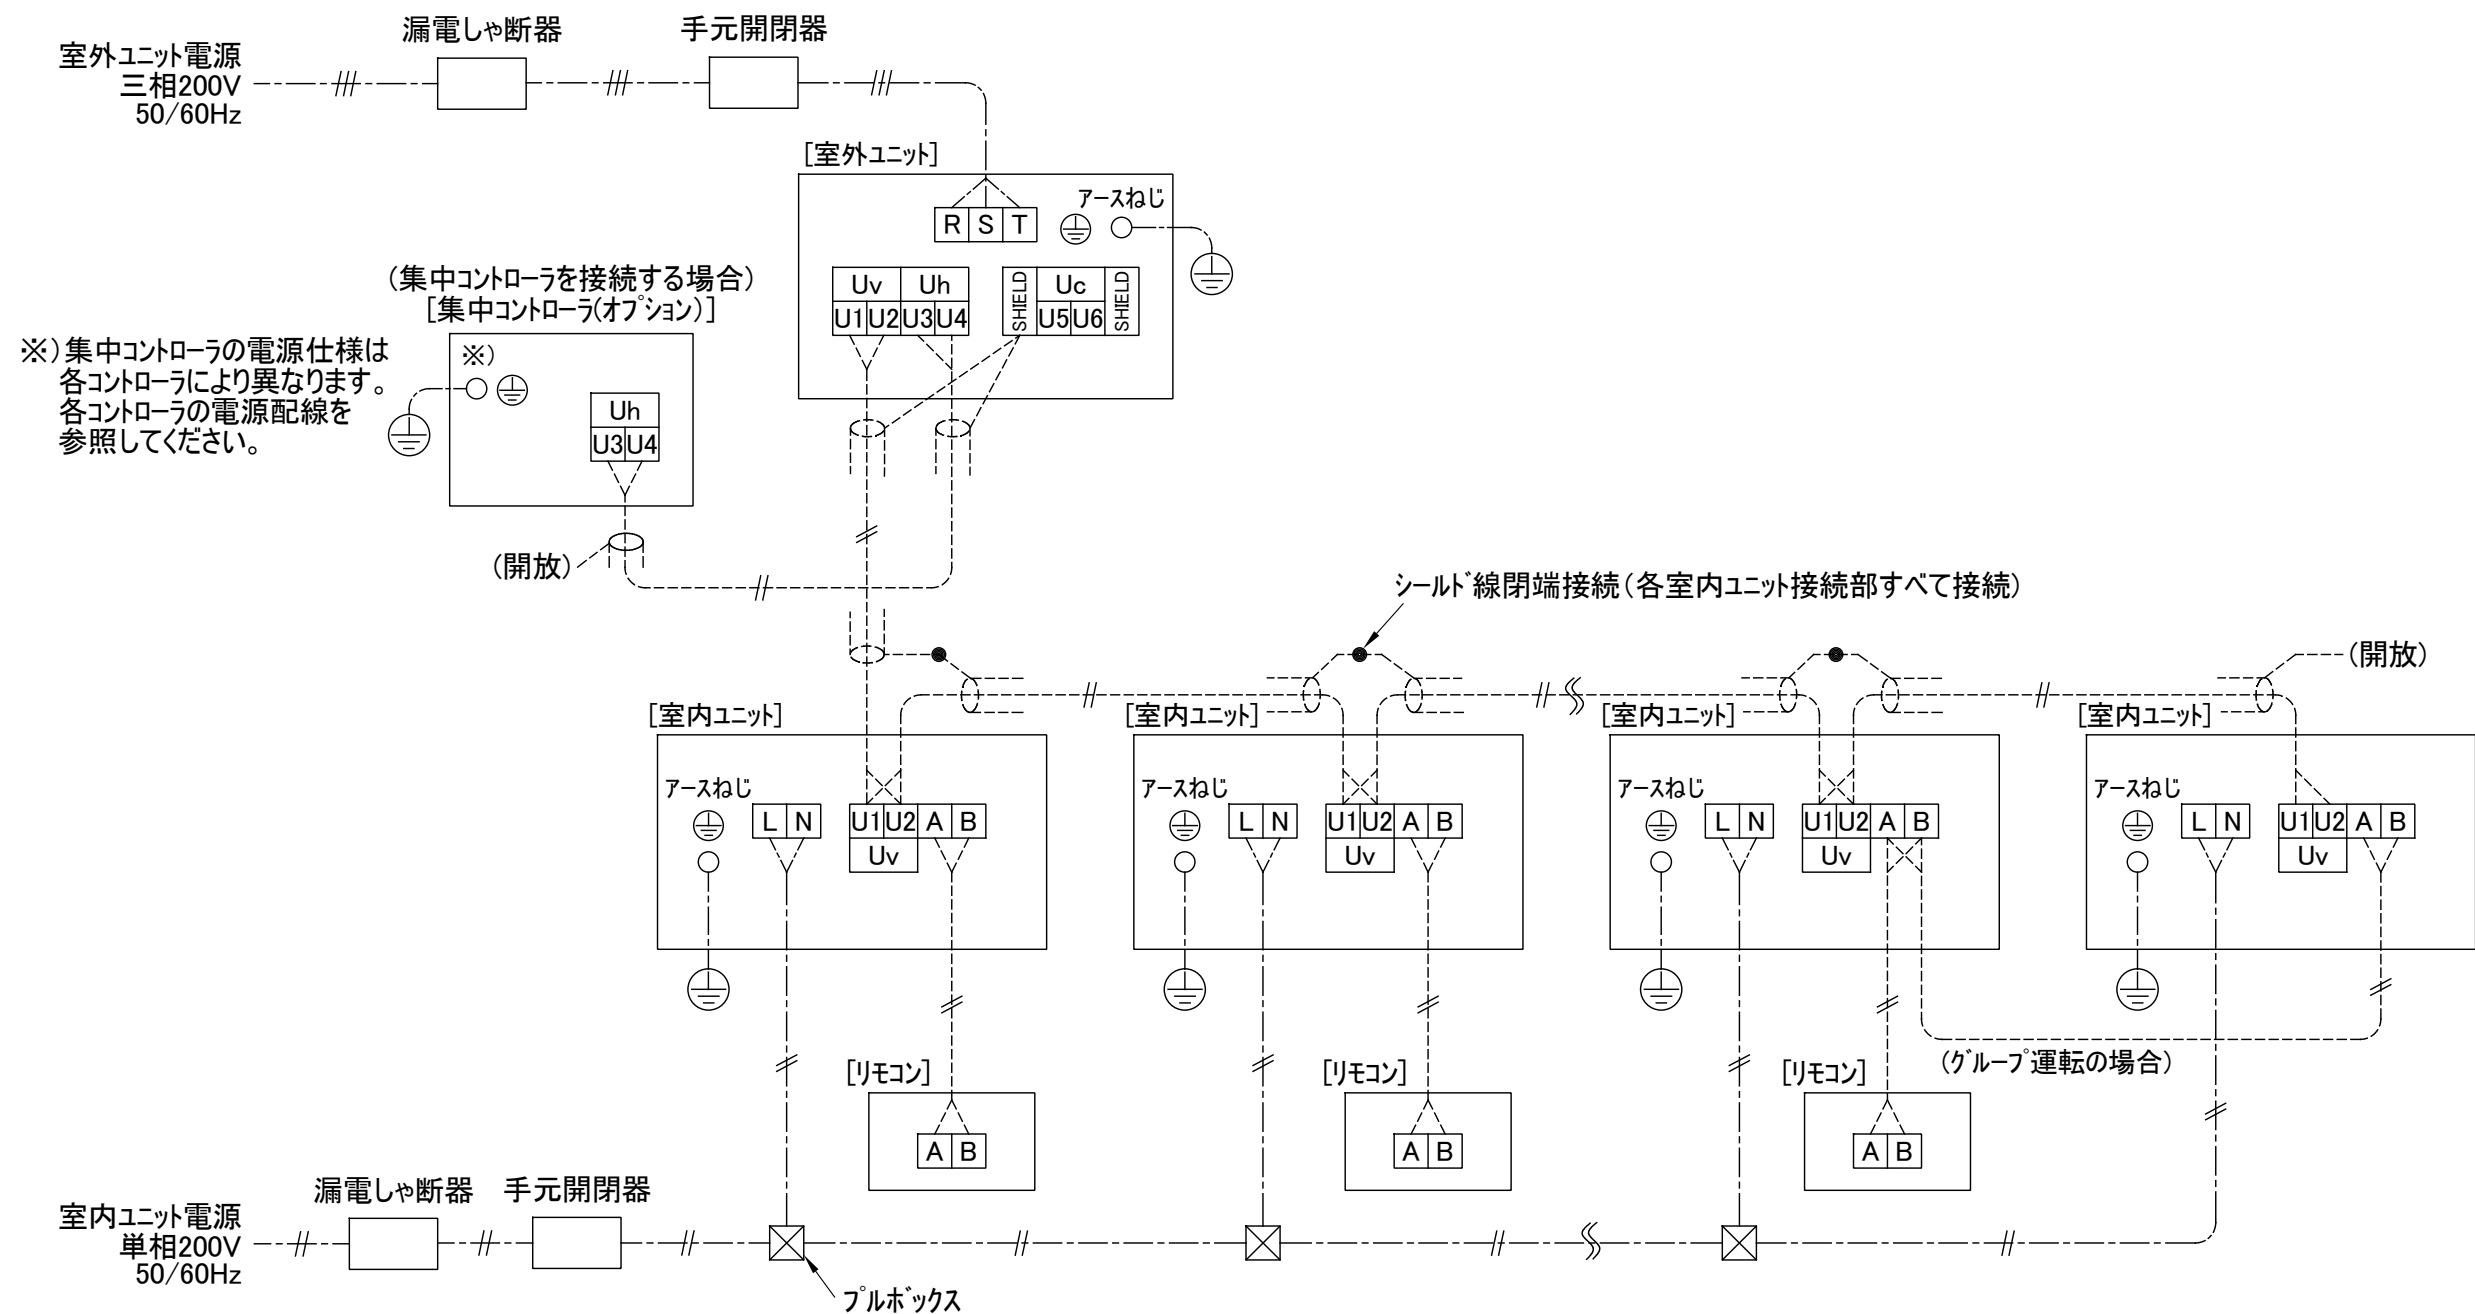 漏電しゃ断器
手元開閉器
室外ユニット電源
三相200V
50/60Hz
[室外ユニット]
アースねじ
R S T
(集中コントローラを接続する場合)
[集中コントローラ(オプション)]
Uv Uh
U1 U2 U3 U4
SHIELD
Uc
U5 U6
SHIELD
※)集中コントローラの電源仕様は
各コントローラにより異なります。
各コントローラの電源配線を
参照してください。
※)
Uh
U3 U4
(開放)
シールド線閉端接続(各室内ユニット接続部すべて接続)
(開放)
[室内ユニット]
アースねじ
L N
U1 U2 A B
Uv
[室内ユニット]
アースねじ
L N
U1 U2 A B
Uv
[室内ユニット]
アースねじ
L N
U1 U2 A B
Uv
[室内ユニット]
アースねじ
L N
U1 U2 A B
Uv
[リモコン]
A B
[リモコン]
A B
[リモコン]
A B
(グループ運転の場合)
漏電しゃ断器
手元開閉器
室内ユニット電源
単相200V
50/60Hz
プルボックス